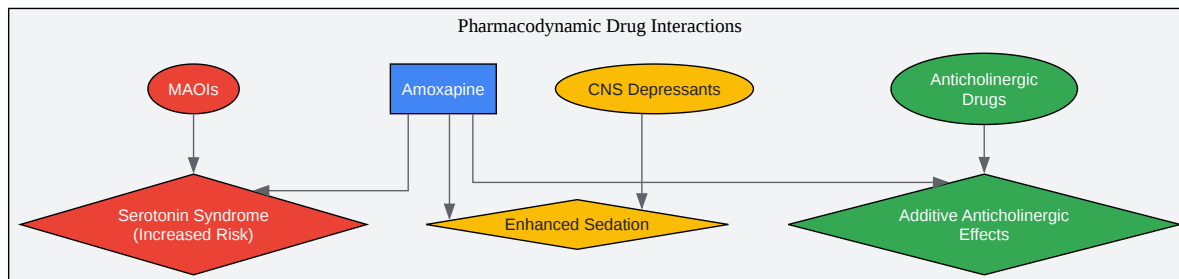 Pharmacodynamic Drug Interactions
MAOIs
Amoxapine
CNS Depressants
Anticholinergic
Drugs
Serotonin Syndrome
(Increased Risk)
Enhanced Sedation
Additive Anticholinergic
Effects